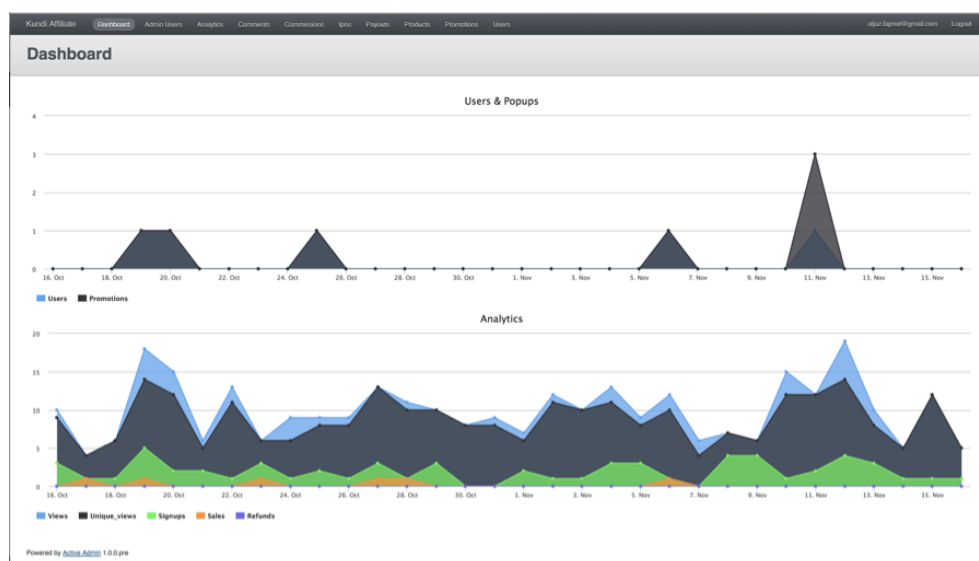 Kundi Affiliate Dashboard Admin Users Analytics Comments Commissions Ipns Payouts Products Promotions Users aljaz.fajmut@gmail.com Logout
Dashboard
Users & Popups
4
3
2
1
0
16. Oct 18. Oct 20. Oct 22. Oct 24. Oct 26. Oct 28. Oct 30. Oct 1. Nov 3. Nov 5. Nov 7. Nov 9. Nov 11. Nov 13. Nov 15. Nov
Users Promotions
Analytics
20
15
10
5
0
16. Oct 18. Oct 20. Oct 22. Oct 24. Oct 26. Oct 28. Oct 30. Oct 1. Nov 3. Nov 5. Nov 7. Nov 9. Nov 11. Nov 13. Nov 15. Nov
Views Unique_views Signups Sales Refunds
Powered by Active Admin 1.0.0.pre